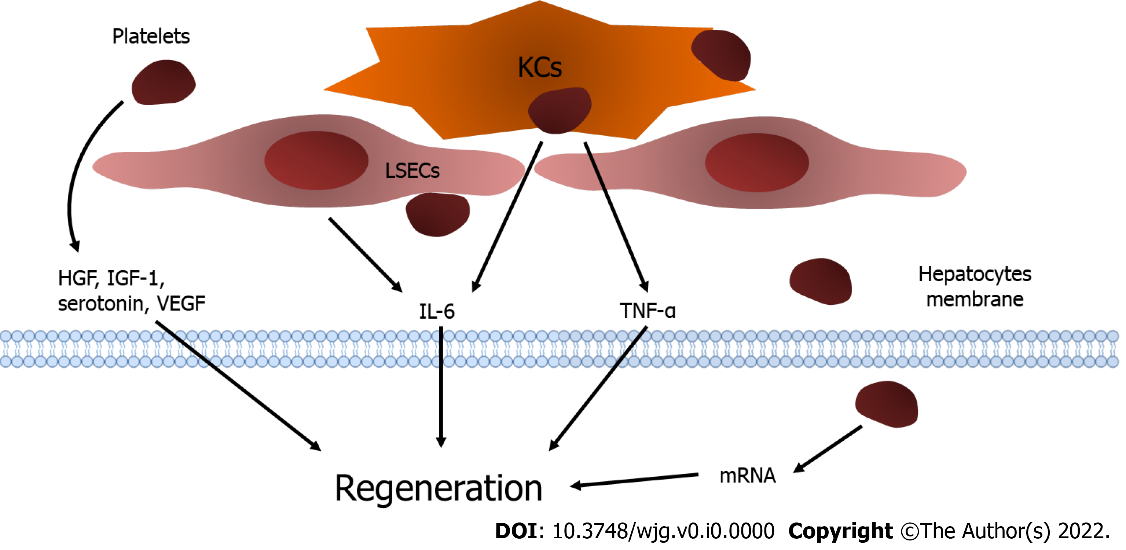 Platelets
KCs
LSECs
HGF, IGF-1,
serotonin, VEGF
IL-6
TNF-α
Hepatocytes
membrane
mRNA
Regeneration
DOI: 10.3748/wjg.v0.i0.0000 Copyright ©The Author(s) 2022.